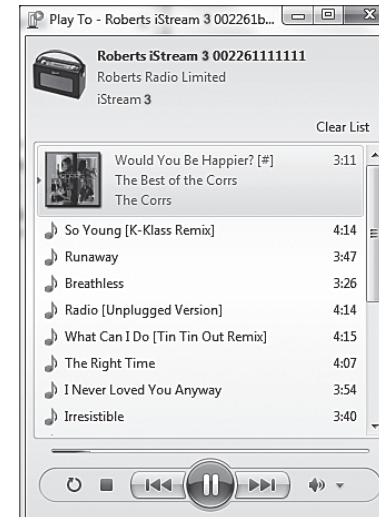 Play To - Roberts iStream 3 002261b...
Roberts iStream 3 002261111111
Roberts Radio Limited
iStream 3
Clear List
Would You Be Happier? [#] 3:11
The Best of the Corrs
The Corrs
So Young [K-Klass Remix] 4:14
Runaway 3:47
Breathless 3:26
Radio [Unplugged Version] 4:14
What Can I Do [Tin Tin Out Remix] 4:15
The Right Time 4:07
I Never Loved You Anyway 3:54
Irresistible 3:40